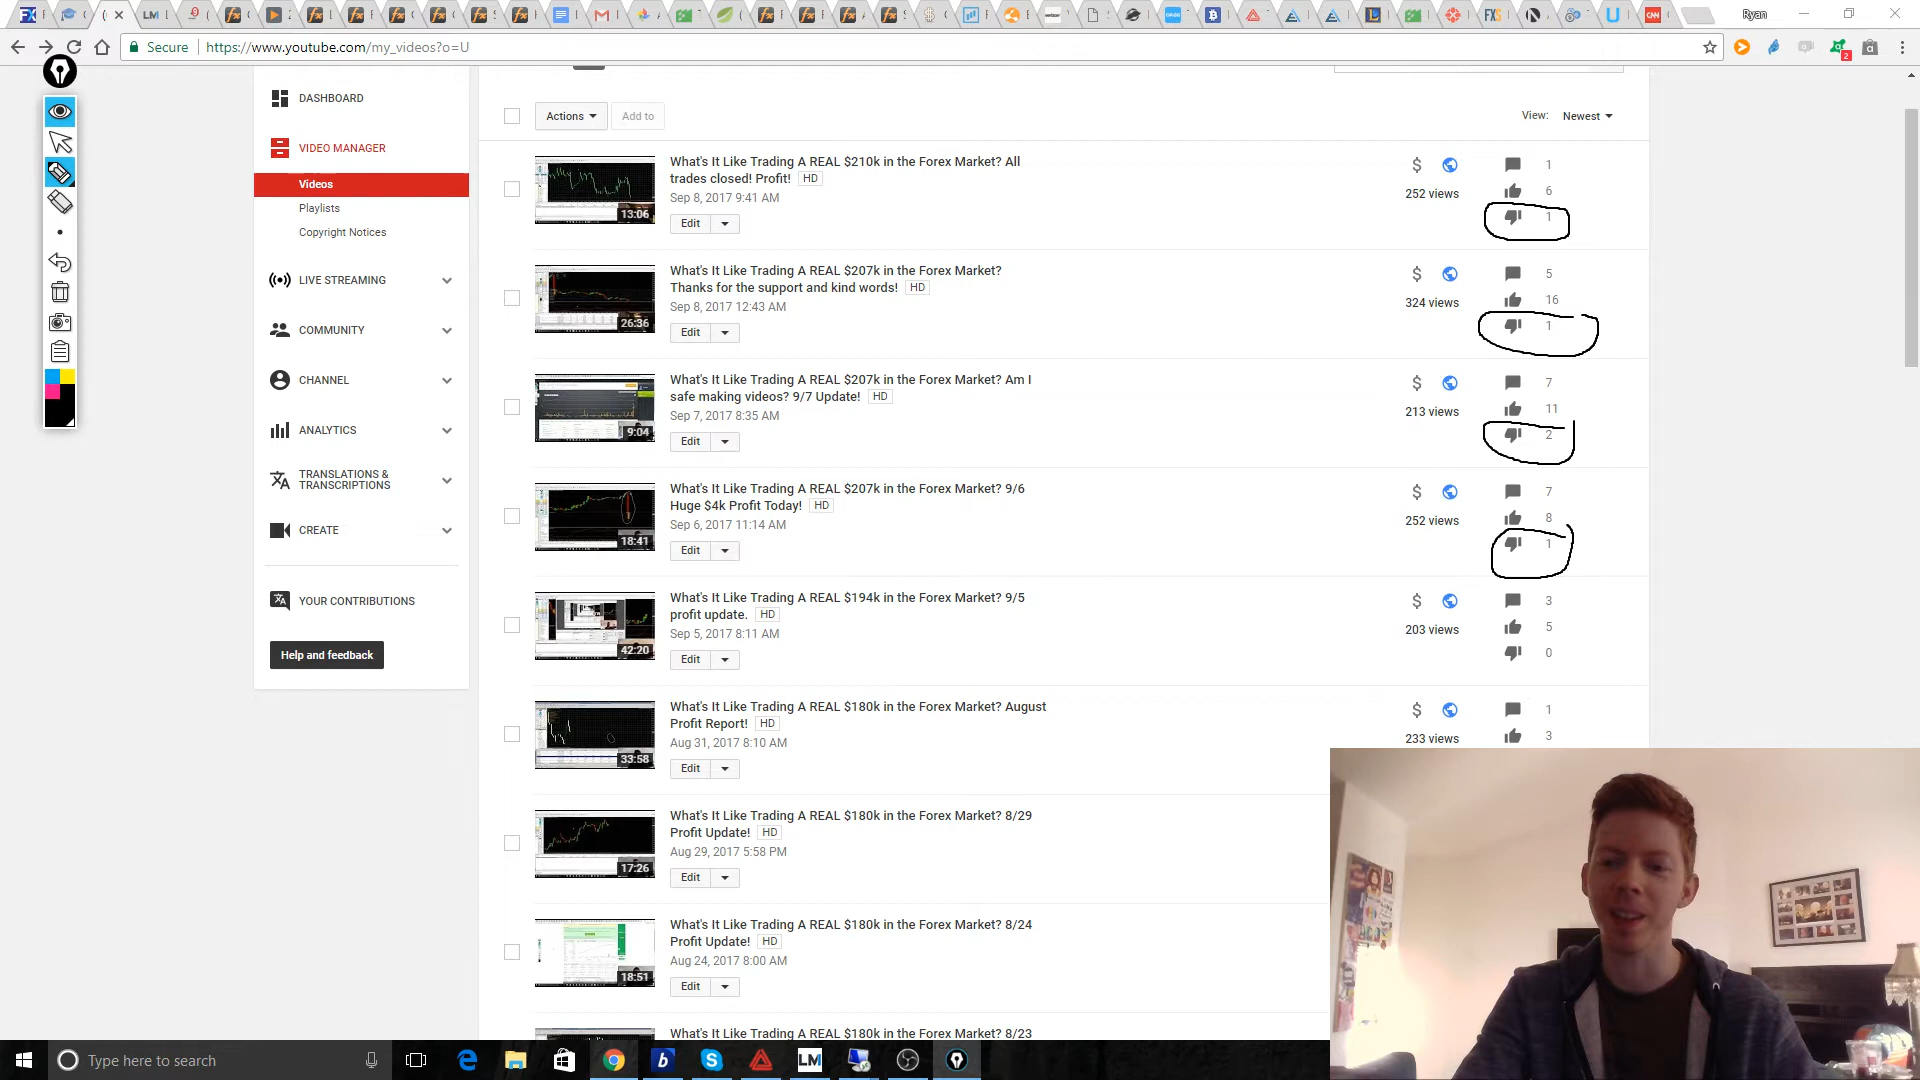 Ryan
Secure https://www.youtube.com/my_videos?o=U
2
DASHBOARD
VIDEO MANAGER
Videos
Playlists
Copyright Notices
LIVE STREAMING
COMMUNITY
CHANNEL
ANALYTICS
TRANSLATIONS &
TRANSCRIPTIONS
CREATE
YOUR CONTRIBUTIONS
Help and feedback
Actions Add to View: Newest
What's It Like Trading A REAL $210k in the Forex Market? All
trades closed! Profit! HD
Sep 8, 2017 9:41 AM
13:06
Edit
252 views
1
6
1
What's It Like Trading A REAL $207k in the Forex Market?
Thanks for the support and kind words! HD
Sep 8, 2017 12:43 AM
26:36
Edit
324 views
5
16
1
What's It Like Trading A REAL $207k in the Forex Market? Am I
safe making videos? 9/7 Update! HD
Sep 7, 2017 8:35 AM
9:04
Edit
213 views
7
11
2
What's It Like Trading A REAL $207k in the Forex Market? 9/6
Huge $4k Profit Today! HD
Sep 6, 2017 11:14 AM
18:41
Edit
252 views
7
8
1
What's It Like Trading A REAL $194k in the Forex Market? 9/5
profit update. HD
Sep 5, 2017 8:11 AM
42:20
Edit
203 views
3
5
0
What's It Like Trading A REAL $180k in the Forex Market? August
Profit Report! HD
Aug 31, 2017 8:10 AM
33:58
Edit
233 views
1
3
What's It Like Trading A REAL $180k in the Forex Market? 8/29
Profit Update! HD
Aug 29, 2017 5:58 PM
17:26
Edit
What's It Like Trading A REAL $180k in the Forex Market? 8/24
Profit Update! HD
Aug 24, 2017 8:00 AM
18:51
Edit
What's It Like Trading A REAL $180k in the Forex Market? 8/23
Type here to search
LM